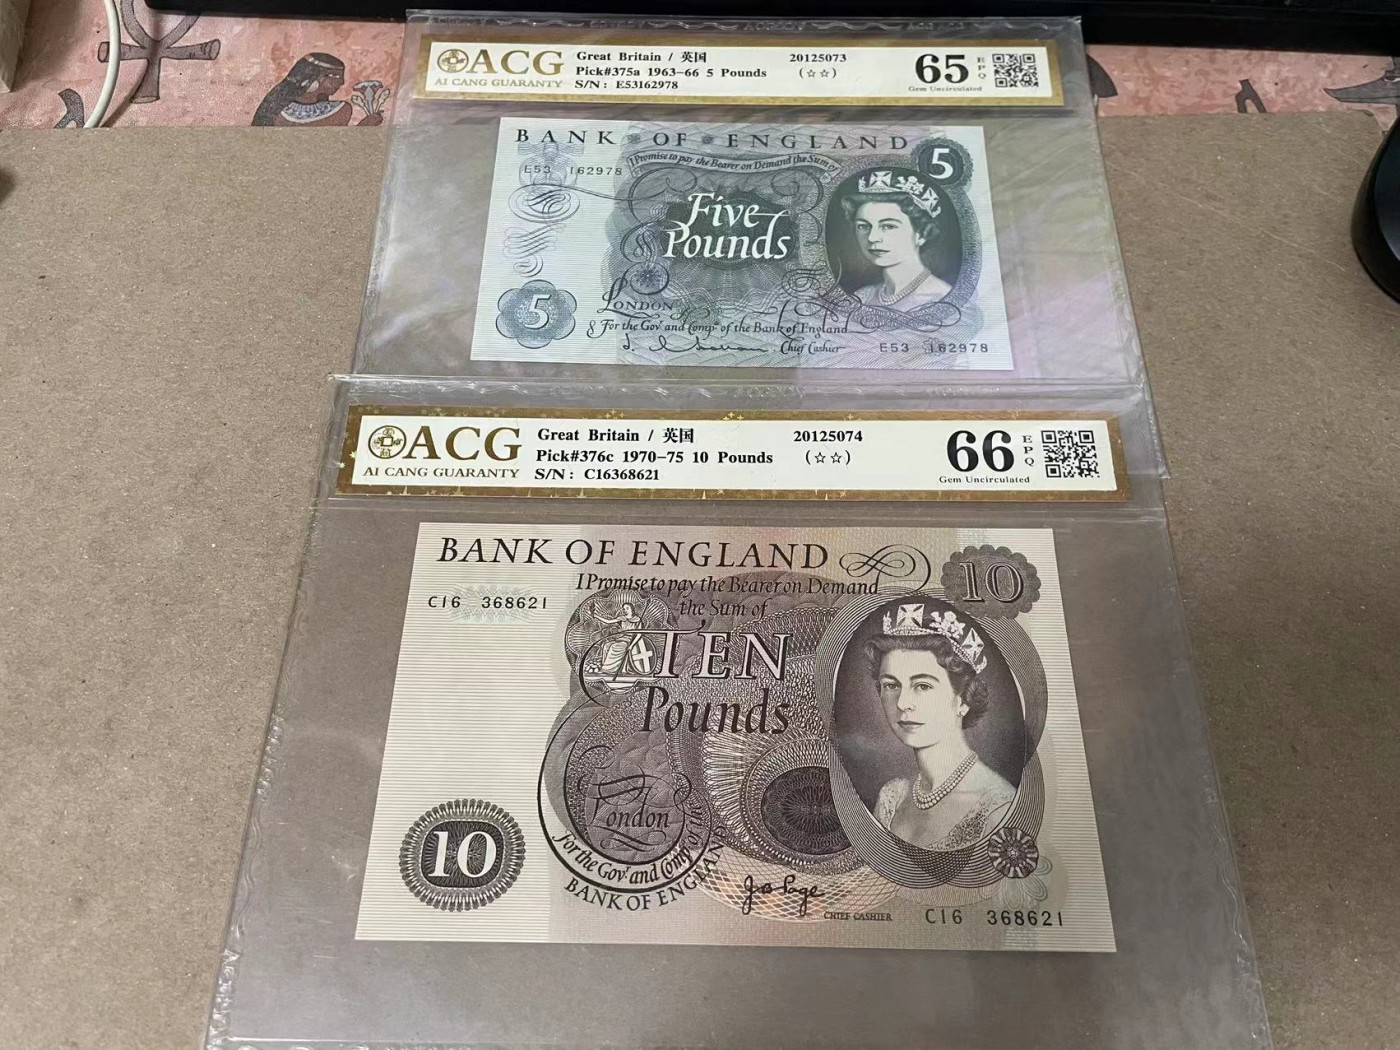 ACG
AI CANG GUARANTY
Great Britain / 英国
Pick#375a 1963-66 5 Pounds
S/N: E53162978
20125073
(☆☆)
65
EPQ
Gem Uncirculated
BANK OF ENGLAND
I Promise to pay the Bearer on Demand the Sum of
5
E53 162978
Five
Pounds
London
5
For the Govr and Compa of the Bank of England
Chief Cashier
E53 162978
ACG
AI CANG GUARANTY
Great Britain / 英国
Pick#376c 1970-75 10 Pounds
S/N: C16368621
20125074
(☆☆)
66
EPQ
Gem Uncirculated
BANK OF ENGLAND
10
I Promise to pay the Bearer on Demand
the Sum of
C16 368621
TEN
Pounds
London
10
for the Govr and Compa of the
BANK OF ENGLAND
J B Page
CHIEF CASHIER
C16 368621